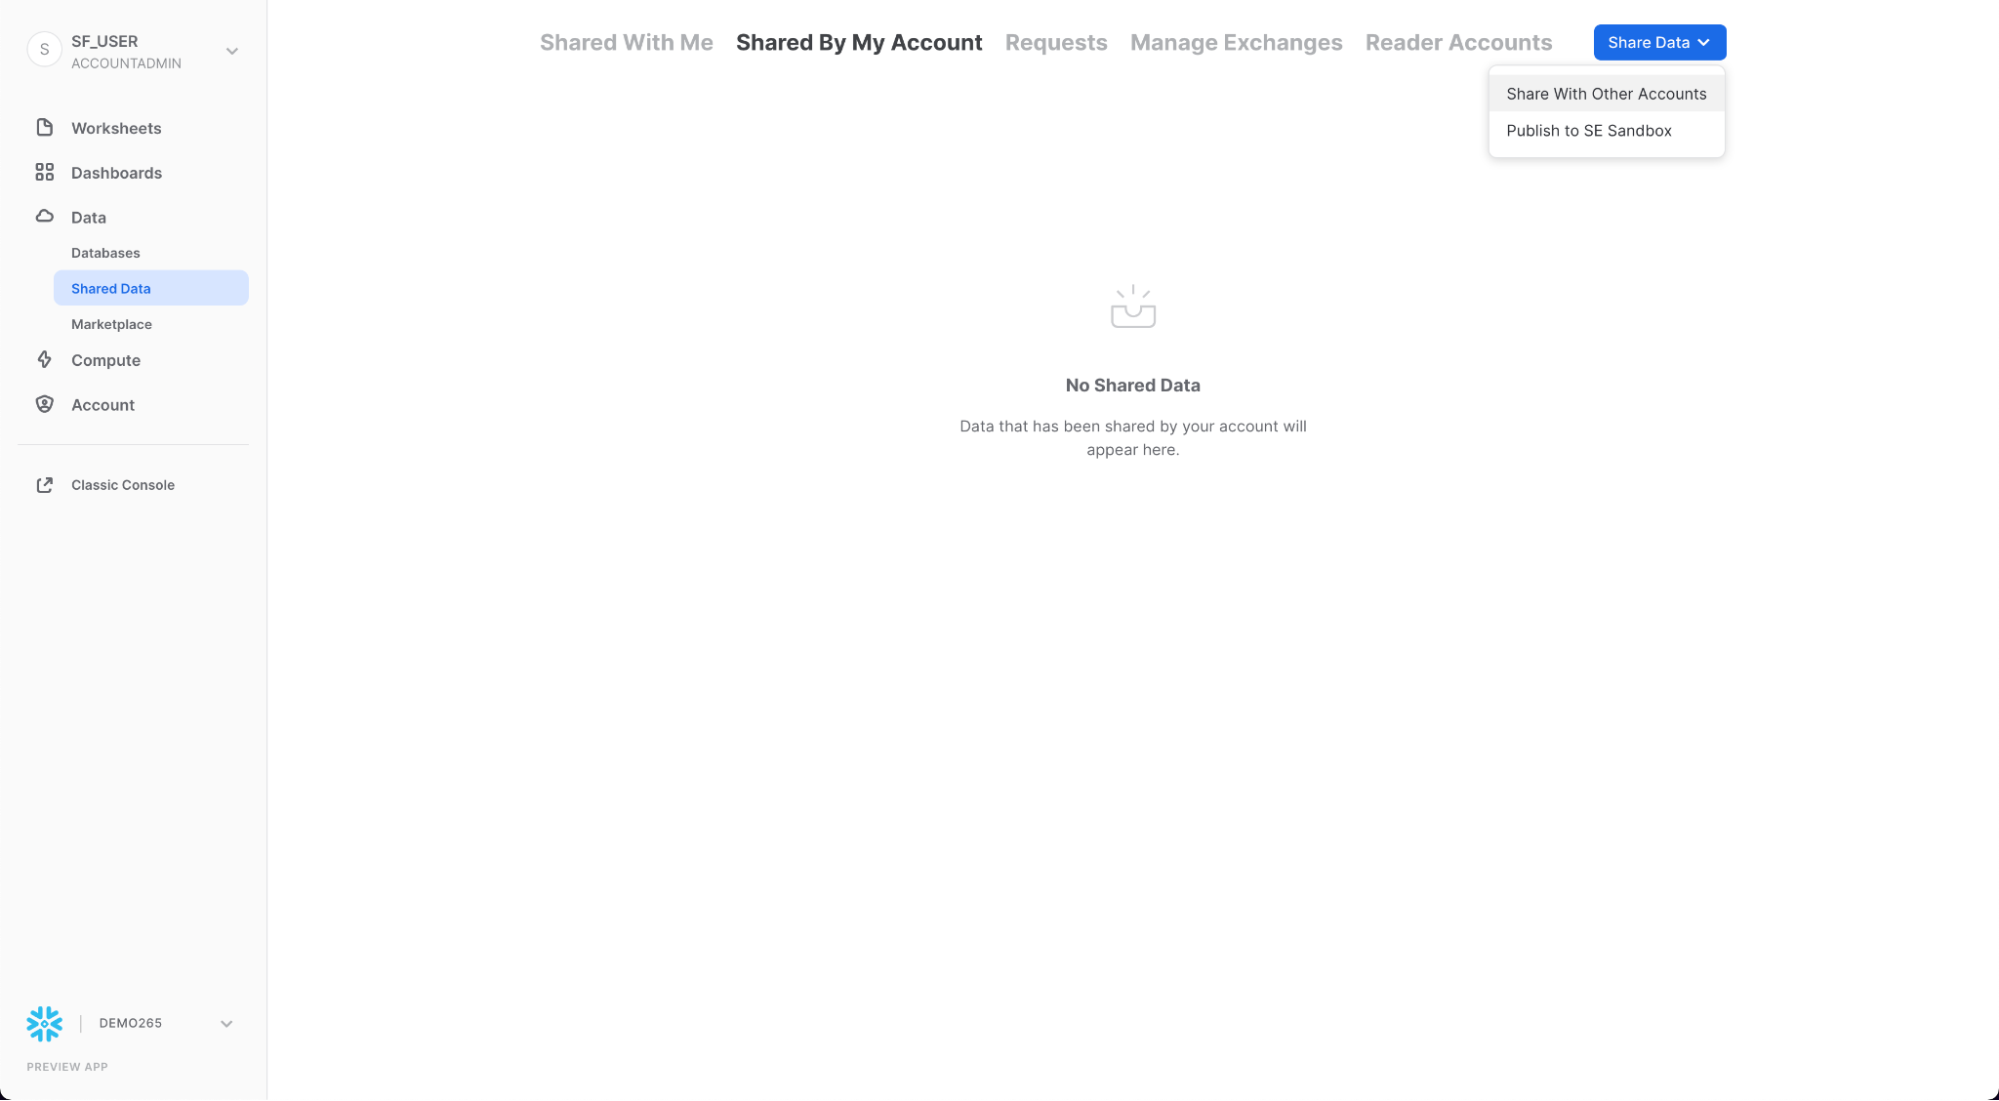 S
SF_USER
ACCOUNTADMIN
Worksheets
Dashboards
Data
Databases
Shared Data
Marketplace
Compute
Account
Classic Console
DEMO265
PREVIEW APP
Shared With Me
Shared By My Account
Requests
Manage Exchanges
Reader Accounts
Share Data
Share With Other Accounts
Publish to SE Sandbox
No Shared Data
Data that has been shared by your account will
appear here.